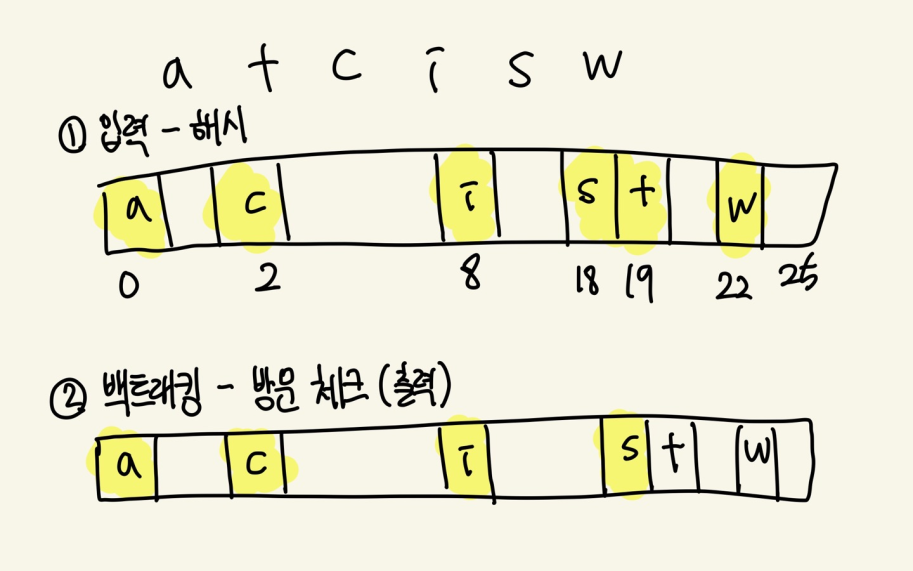 a t c i s w
① 입력 - 해시
a c i s t w
0 2 8 18 19 22 25
② 백트래킹 - 방문 체크 (출력)
a c i s t w